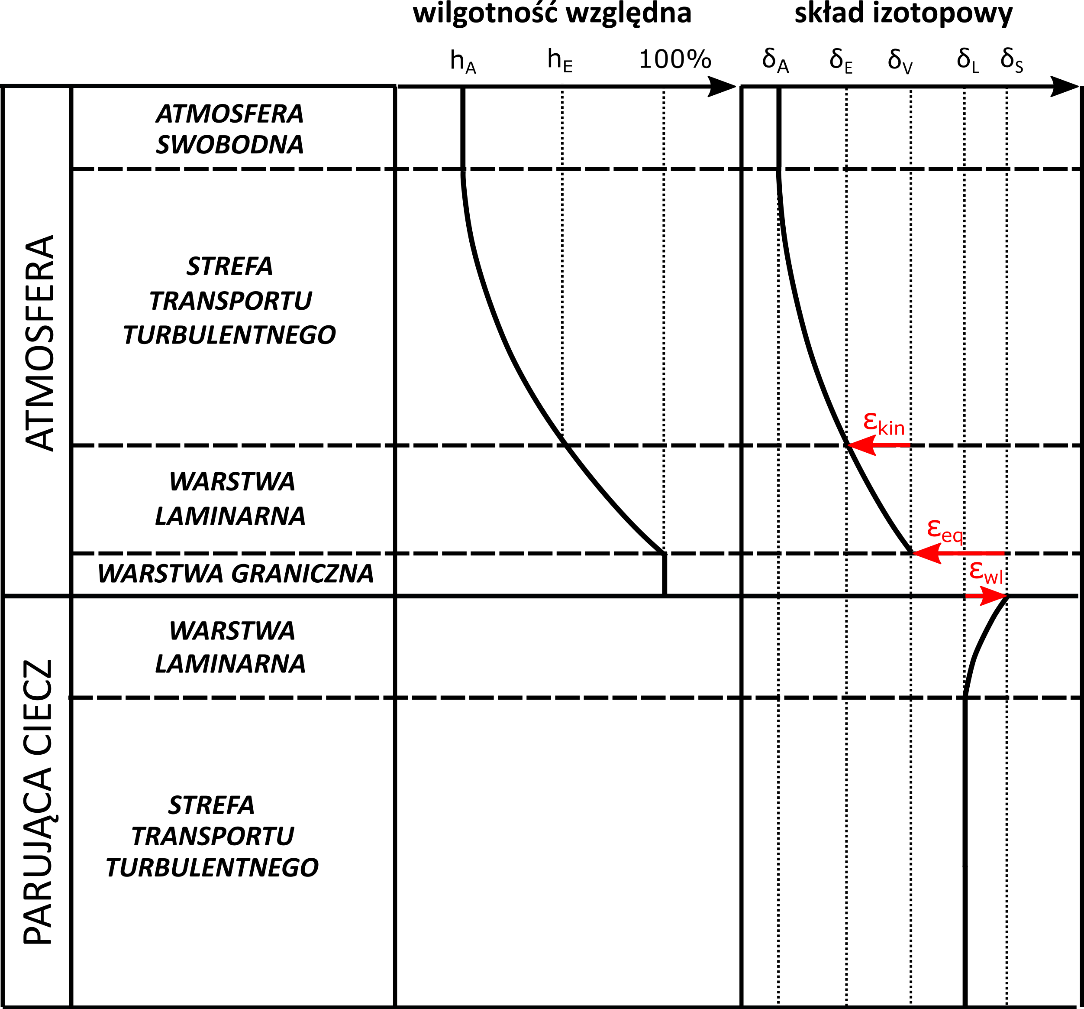 wilgotność względna
skład izotopowy
hA
hE
100%
δA
δE
δV
δL
δS
ATMOSFERA
ATMOSFERA
SWOBODNA
STREFA
TRANSPORTU
TURBULENTNEGO
εkin
WARSTWA
LAMINARNA
εeq
WARSTWA GRANICZNA
εwl
PARUJĄCA CIECZ
WARSTWA
LAMINARNA
STREFA
TRANSPORTU
TURBULENTNEGO